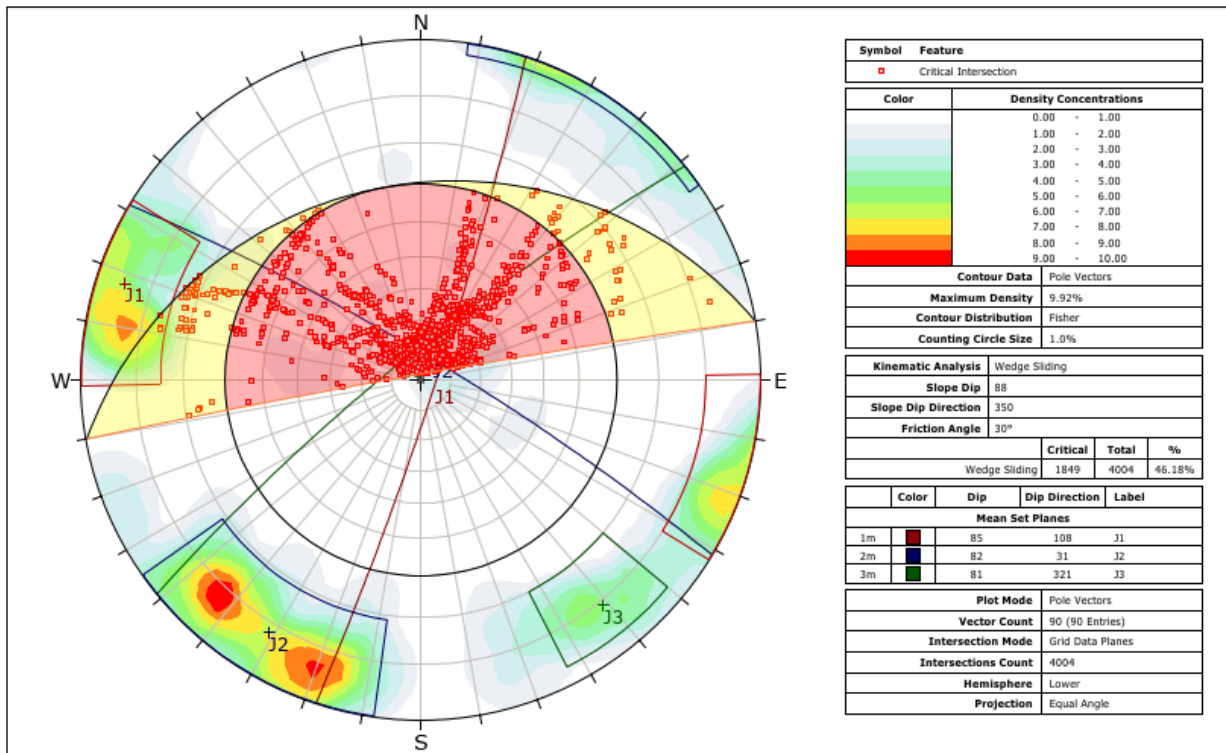 N
W
E
S
J1
J2
J1
J2
J3
Symbol Feature
Critical Intersection
Color Density Concentrations
0.00 - 1.00
1.00 - 2.00
2.00 - 3.00
3.00 - 4.00
4.00 - 5.00
5.00 - 6.00
6.00 - 7.00
7.00 - 8.00
8.00 - 9.00
9.00 - 10.00
Contour Data Pole Vectors
Maximum Density 9.92%
Contour Distribution Fisher
Counting Circle Size 1.0%
Kinematic Analysis Wedge Sliding
Slope Dip 88
Slope Dip Direction 350
Friction Angle 30°
Critical Total %
Wedge Sliding 1849 4004 46.18%
Color Dip Dip Direction Label
Mean Set Planes
1m 85 108 J1
2m 82 31 J2
3m 81 321 J3
Plot Mode Pole Vectors
Vector Count 90 (90 Entries)
Intersection Mode Grid Data Planes
Intersections Count 4004
Hemisphere Lower
Projection Equal Angle